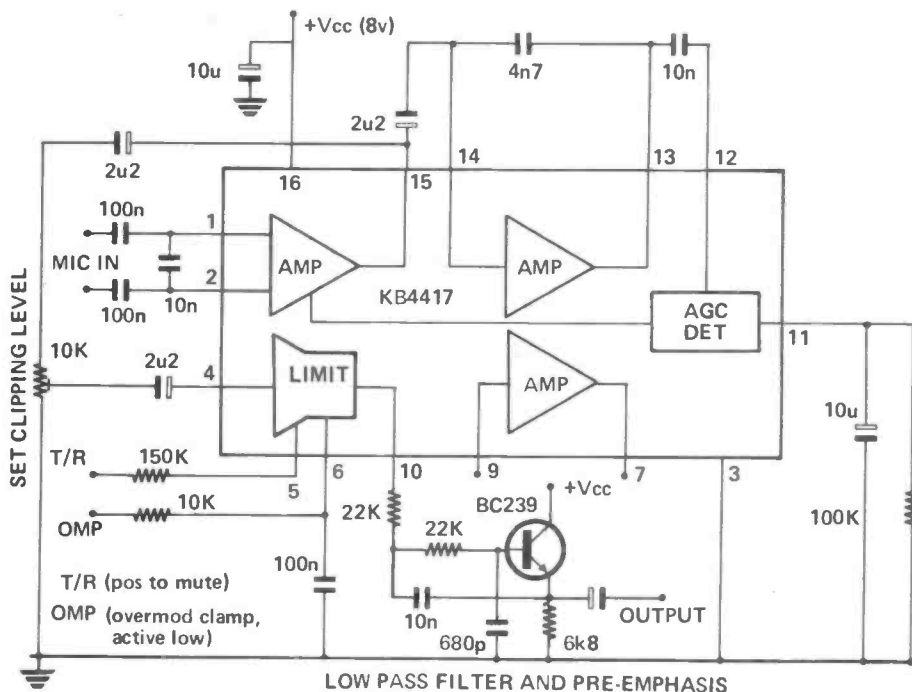 +Vcc (8v)
10u
4n7
10n
2u2
2u2
14
13
12
16
15
100n
1
MIC IN
2
10n
100n
AMP
AMP
KB4417
AGC
DET
11
SET CLIPPING LEVEL
10K
2u2
4
LIMIT
AMP
10u
T/R
150K
5
6
10
9
7
3
OMP
10K
22K
22K
BC239
+Vcc
100K
100n
T/R (pos to mute)
OMP (overmod clamp,
active low)
10n
OUTPUT
680p
6k8
LOW PASS FILTER AND PRE-EMPHASIS